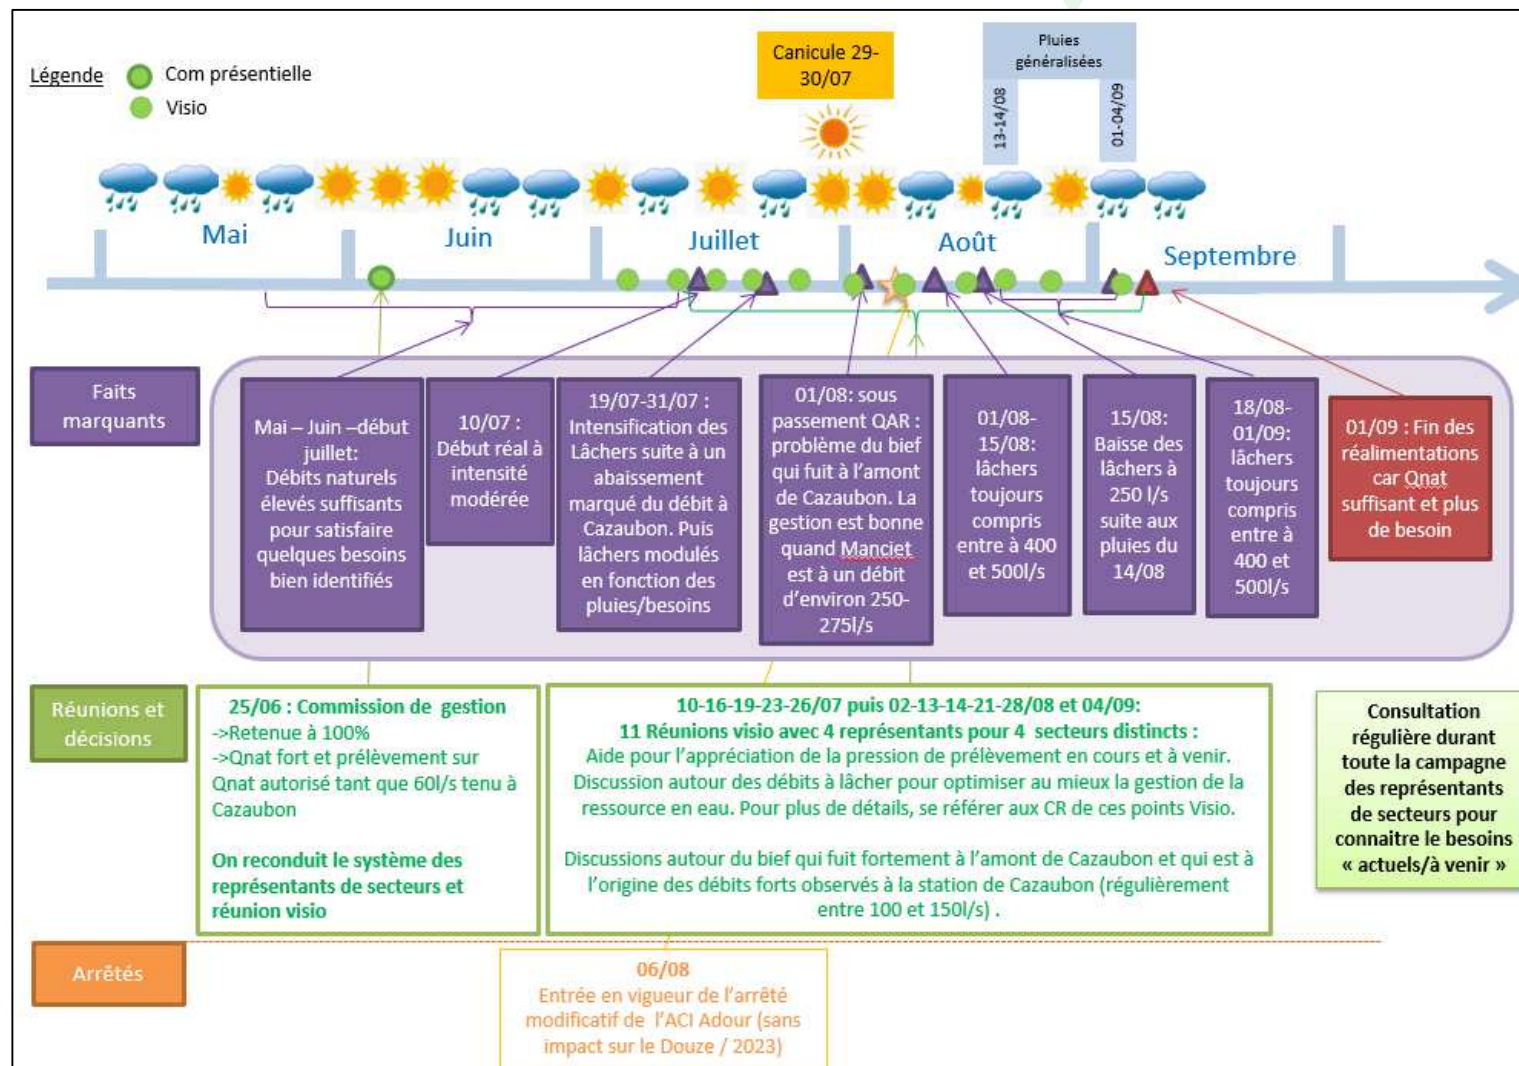 Légende
Com présentielle
Visio
Canicule 29-
30/07
Pluies
généralisées
13-14/08
01-04/09
Mai
Juin
Juillet
Août
Septembre
Faits
marquants
Mai – Juin –début
juillet:
Débits naturels
élevés suffisants
pour satisfaire
quelques besoins
bien identifiés
10/07 :
Début réal à
intensité
modérée
19/07-31/07 :
Intensification des
Lâchers suite à un
abaissement
marqué du débit à
Cazaubon. Puis
lâchers modulés
en fonction des
pluies/besoins
01/08: sous
passement QAR :
problème du bief
qui fuit à l'amont
de Cazaubon. La
gestion est bonne
quand Manciet
est à un débit
d'environ 250-
275l/s
01/08-
15/08:
lâchers
toujours
compris
entre à 400
et 500l/s
15/08:
Baisse des
lâchers à
250 l/s
suite aux
pluies du
14/08
18/08-
01/09:
lâchers
toujours
compris
entre à
400 et
500l/s
01/09 : Fin des
réalimentations
car Qnat
suffisant et plus
de besoin
Réunions et
décisions
25/06 : Commission de gestion
->Retenue à 100%
->Qnat fort et prélèvement sur
Qnat autorisé tant que 60l/s tenu à
Cazaubon
On reconduit le système des
représentants de secteurs et
réunion visio
10-16-19-23-26/07 puis 02-13-14-21-28/08 et 04/09:
11 Réunions visio avec 4 représentants pour 4 secteurs distincts :
Aide pour l'appréciation de la pression de prélèvement en cours et à venir.
Discussion autour des débits à lâcher pour optimiser au mieux la gestion de la
ressource en eau. Pour plus de détails, se référer aux CR de ces points Visio.
Discussions autour du bief qui fuit fortement à l'amont de Cazaubon et qui est à
l'origine des débits forts observés à la station de Cazaubon (régulièrement
entre 100 et 150l/s) .
Consultation
régulière durant
toute la campagne
des représentants
de secteurs pour
connaitre le besoins
« actuels/à venir »
Arrêtés
06/08
Entrée en vigueur de l'arrêté
modificatif de l'ACI Adour (sans
impact sur le Douze / 2023)